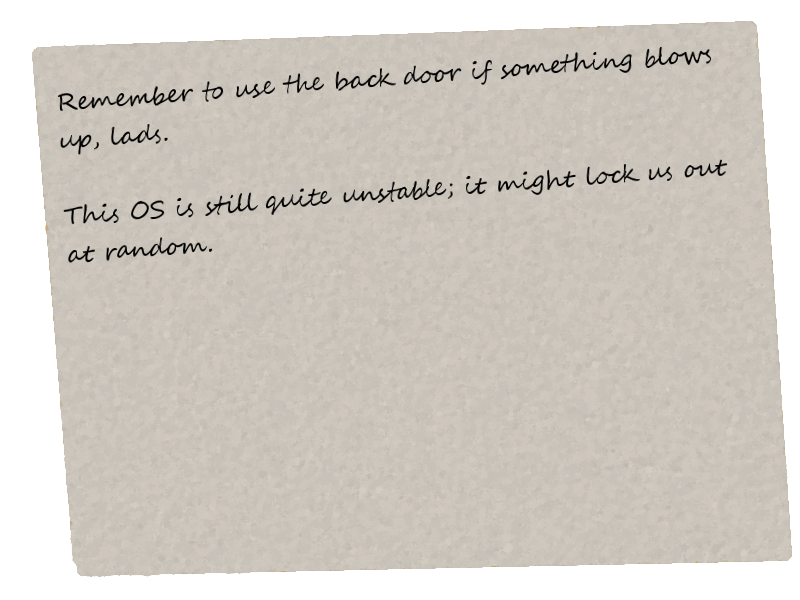 Remember to use the back door if something blows
up, lads.
This OS is still quite unstable; it might lock us out
at random.